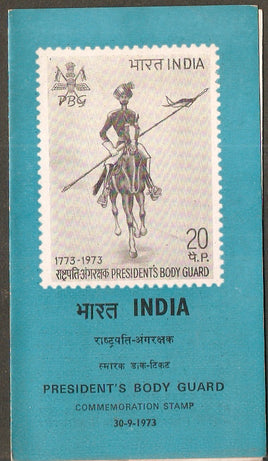 भारत INDIA
PBG
1773-1973
20
पै.P.
राष्ट्रपति अंगरक्षक PRESIDENT'S BODY GUARD
भारत INDIA
राष्ट्रपति-अंगरक्षक
स्मारक डाक-टिकट
PRESIDENT'S BODY GUARD
COMMEMORATION STAMP
30-9-1973